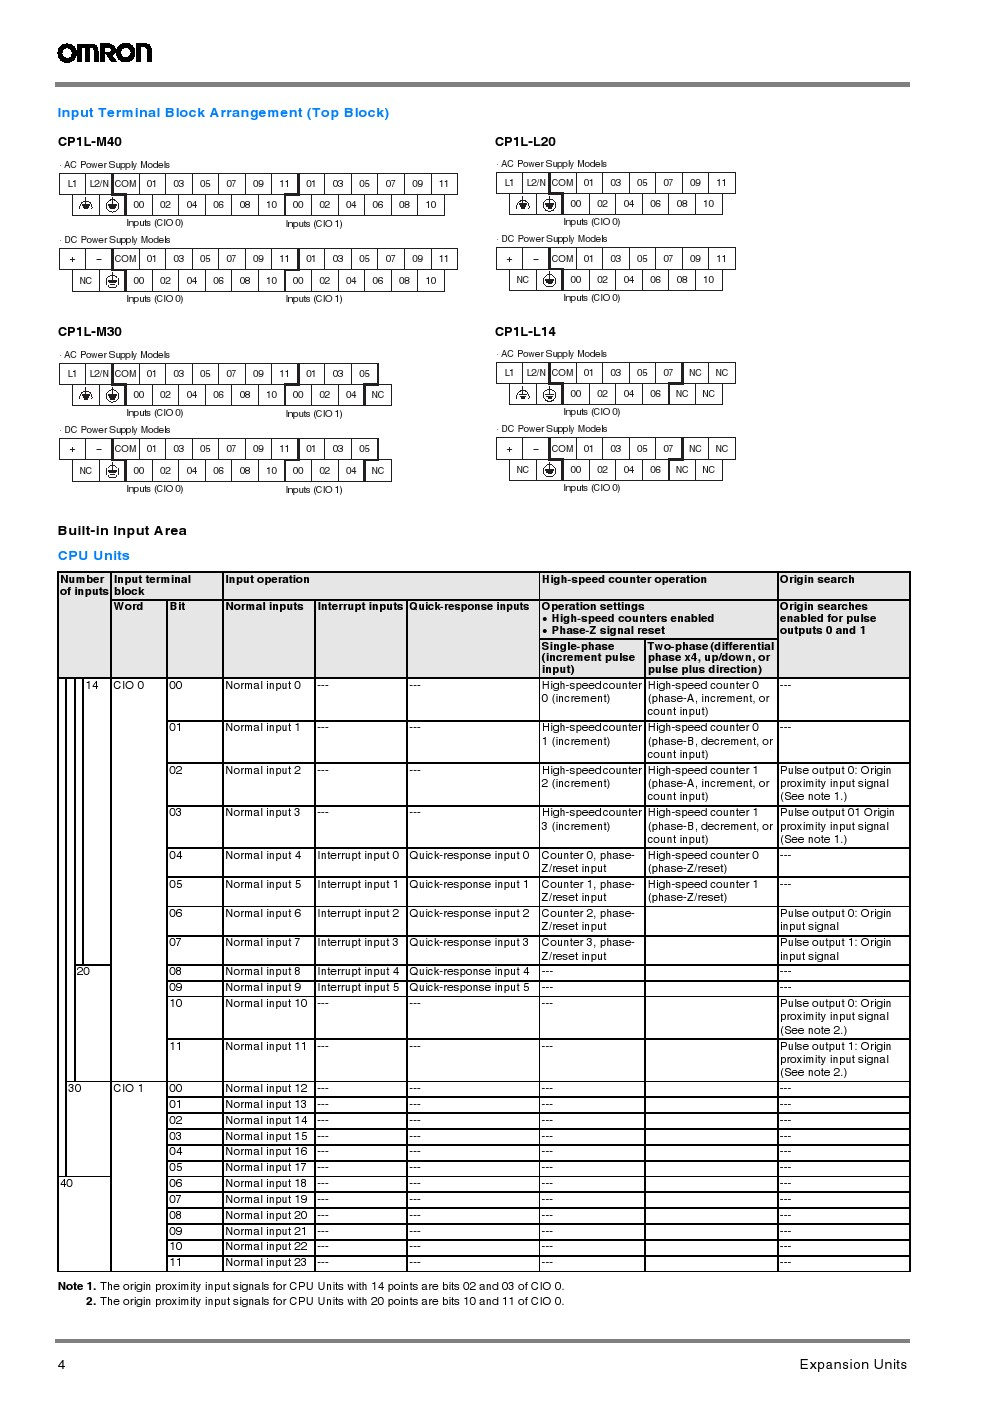 OMRON
Input Terminal Block Arrangement (Top Block)
CP1L-M40
· AC Power Supply Models
L1 L2/N COM 01 03 05 07 09 11 01 03 05 07 09 11
00 02 04 06 08 10 00 02 04 06 08 10
Inputs (CIO 0) Inputs (CIO 1)
· DC Power Supply Models
+ – COM 01 03 05 07 09 11 01 03 05 07 09 11
NC 00 02 04 06 08 10 00 02 04 06 08 10
Inputs (CIO 0) Inputs (CIO 1)
CP1L-L20
· AC Power Supply Models
L1 L2/N COM 01 03 05 07 09 11
00 02 04 06 08 10
Inputs (CIO 0)
· DC Power Supply Models
+ – COM 01 03 05 07 09 11
NC 00 02 04 06 08 10
Inputs (CIO 0)
CP1L-M30
· AC Power Supply Models
L1 L2/N COM 01 03 05 07 09 11 01 03 05
00 02 04 06 08 10 00 02 04 NC
Inputs (CIO 0) Inputs (CIO 1)
· DC Power Supply Models
+ – COM 01 03 05 07 09 11 01 03 05
NC 00 02 04 06 08 10 00 02 04 NC
Inputs (CIO 0) Inputs (CIO 1)
CP1L-L14
· AC Power Supply Models
L1 L2/N COM 01 03 05 07 NC NC
00 02 04 06 NC NC
Inputs (CIO 0)
· DC Power Supply Models
+ – COM 01 03 05 07 NC NC
NC 00 02 04 06 NC NC
Inputs (CIO 0)
Built-in Input Area
CPU Units
Number Input terminal Input operation High-speed counter operation Origin search
of inputs block
Word Bit Normal inputs Interrupt inputs Quick-response inputs Operation settings Origin searches
• High-speed counters enabled enabled for pulse
• Phase-Z signal reset outputs 0 and 1
Single-phase Two-phase (differential
(increment pulse phase x4, up/down, or
input) pulse plus direction)
14 CIO 0 00 Normal input 0 --- --- High-speed counter High-speed counter 0 ---
0 (increment) (phase-A, increment, or
count input)
01 Normal input 1 --- --- High-speed counter High-speed counter 0 ---
1 (increment) (phase-B, decrement, or
count input)
02 Normal input 2 --- --- High-speed counter High-speed counter 1 Pulse output 0: Origin
2 (increment) (phase-A, increment, or proximity input signal
count input) (See note 1.)
03 Normal input 3 --- --- High-speed counter High-speed counter 1 Pulse output 01 Origin
3 (increment) (phase-B, decrement, or proximity input signal
count input) (See note 1.)
04 Normal input 4 Interrupt input 0 Quick-response input 0 Counter 0, phase- High-speed counter 0 ---
Z/reset input (phase-Z/reset)
05 Normal input 5 Interrupt input 1 Quick-response input 1 Counter 1, phase- High-speed counter 1 ---
Z/reset input (phase-Z/reset)
06 Normal input 6 Interrupt input 2 Quick-response input 2 Counter 2, phase- Pulse output 0: Origin
Z/reset input input signal
07 Normal input 7 Interrupt input 3 Quick-response input 3 Counter 3, phase- Pulse output 1: Origin
Z/reset input input signal
20 08 Normal input 8 Interrupt input 4 Quick-response input 4 --- ---
09 Normal input 9 Interrupt input 5 Quick-response input 5 --- ---
10 Normal input 10 --- --- --- Pulse output 0: Origin
proximity input signal
(See note 2.)
11 Normal input 11 --- --- --- Pulse output 1: Origin
proximity input signal
(See note 2.)
30 CIO 1 00 Normal input 12 --- --- --- ---
01 Normal input 13 --- --- --- ---
02 Normal input 14 --- --- --- ---
03 Normal input 15 --- --- --- ---
04 Normal input 16 --- --- --- ---
05 Normal input 17 --- --- --- ---
40 06 Normal input 18 --- --- --- ---
07 Normal input 19 --- --- --- ---
08 Normal input 20 --- --- --- ---
09 Normal input 21 --- --- --- ---
10 Normal input 22 --- --- --- ---
11 Normal input 23 --- --- --- ---
Note 1. The origin proximity input signals for CPU Units with 14 points are bits 02 and 03 of CIO 0.
2. The origin proximity input signals for CPU Units with 20 points are bits 10 and 11 of CIO 0.
4 Expansion Units